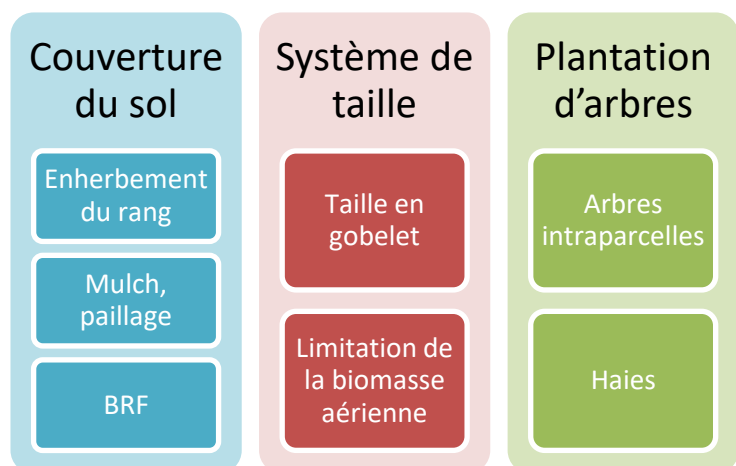 Couverture
du sol
Enherbement
du rang
Mulch,
paillage
BRF
Système de
taille
Taille en
gobelet
Limitation de
la biomasse
aérienne
Plantation
d’arbres
Arbres
intraparcelles
Haies